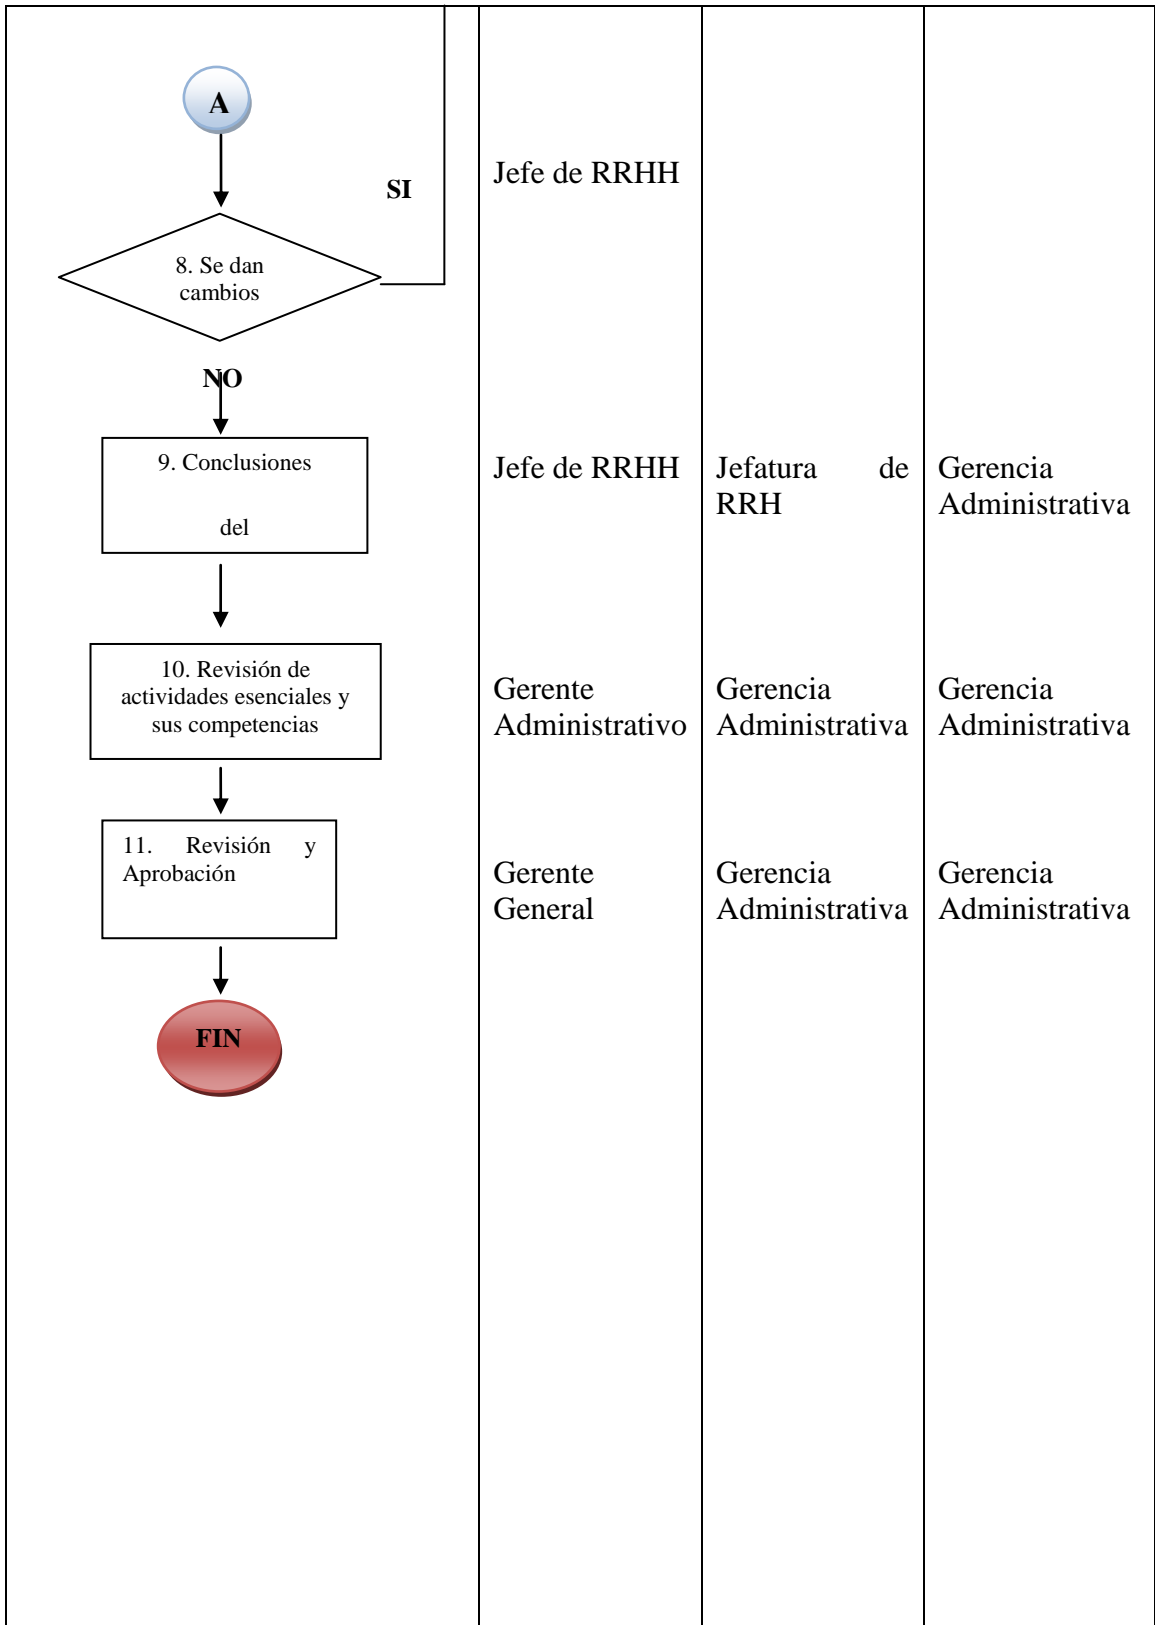 A
SI
Jefe de RRHH
8. Se dan
cambios
NO
9. Conclusiones
del
Jefe de RRHH
Jefatura de
RRH
Gerencia
Administrativa
10. Revisión de
actividades esenciales y
sus competencias
Gerente
Administrativo
Gerencia
Administrativa
Gerencia
Administrativa
11. Revisión y
Aprobación
Gerente
General
Gerencia
Administrativa
Gerencia
Administrativa
FIN